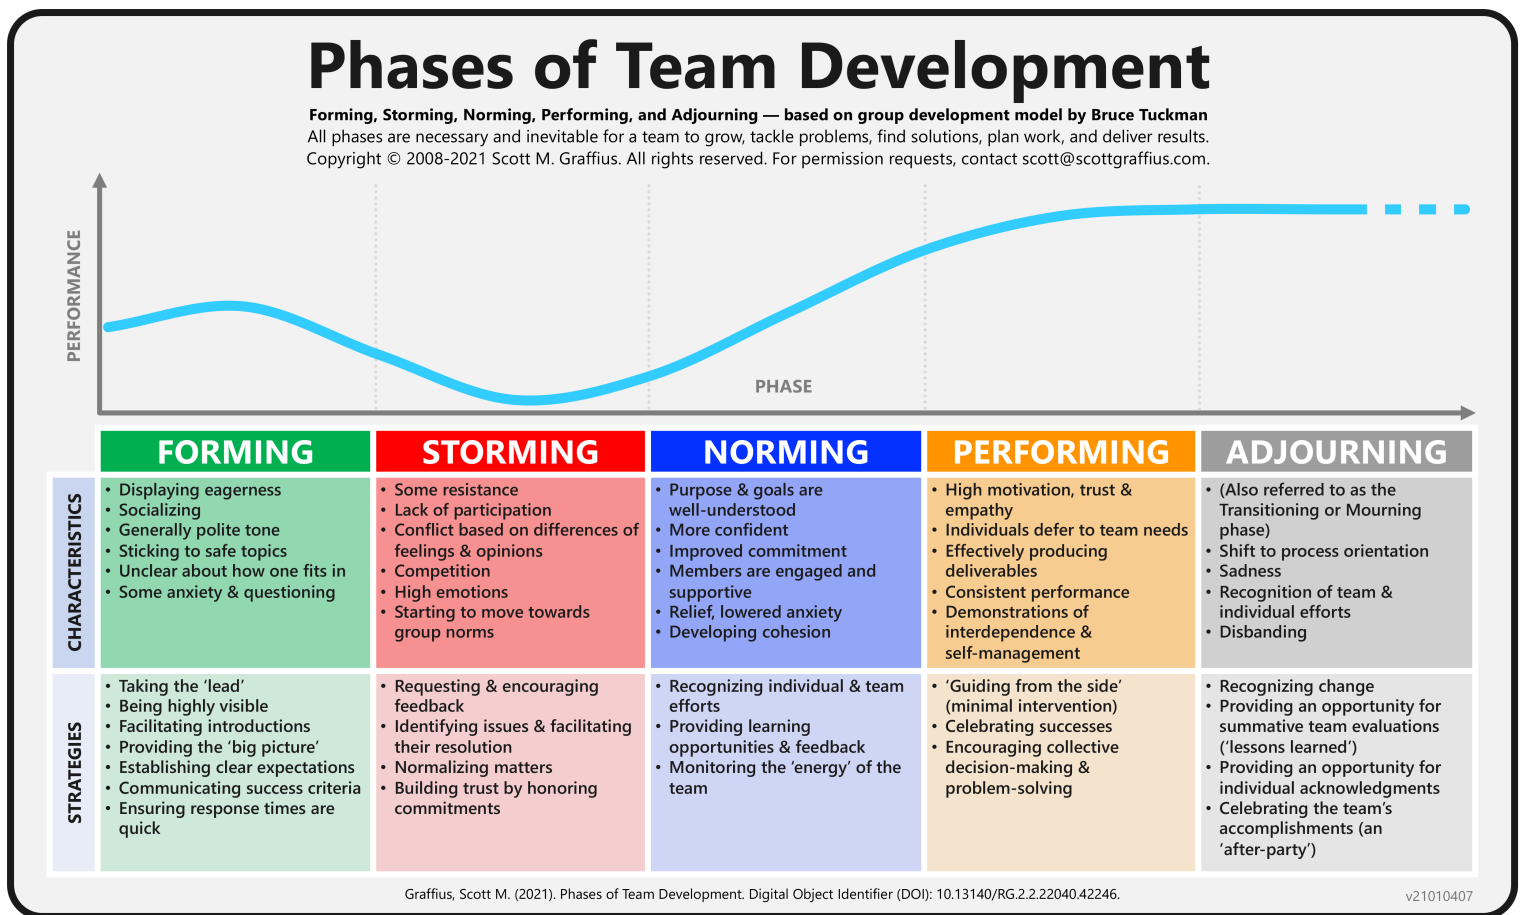 Phases of Team Development
Forming, Storming, Norming, Performing, and Adjourning — based on group development model by Bruce Tuckman
All phases are necessary and inevitable for a team to grow, tackle problems, find solutions, plan work, and deliver results.
Copyright © 2008-2021 Scott M. Graffius. All rights reserved. For permission requests, contact scott@scottgraffius.com.
PERFORMANCE
PHASE
FORMING
STORMING
NORMING
PERFORMING
ADJOURNING
CHARACTERISTICS
• Displaying eagerness
• Socializing
• Generally polite tone
• Sticking to safe topics
• Unclear about how one fits in
• Some anxiety & questioning
• Some resistance
• Lack of participation
• Conflict based on differences of
feelings & opinions
• Competition
• High emotions
• Starting to move towards
group norms
• Purpose & goals are
well-understood
• More confident
• Improved commitment
• Members are engaged and
supportive
• Relief, lowered anxiety
• Developing cohesion
• High motivation, trust &
empathy
• Individuals defer to team needs
• Effectively producing
deliverables
• Consistent performance
• Demonstrations of
interdependence &
self-management
• (Also referred to as the
Transitioning or Mourning
phase)
• Shift to process orientation
• Sadness
• Recognition of team &
individual efforts
• Disbanding
STRATEGIES
• Taking the ‘lead’
• Being highly visible
• Facilitating introductions
• Providing the ‘big picture’
• Establishing clear expectations
• Communicating success criteria
• Ensuring response times are
quick
• Requesting & encouraging
feedback
• Identifying issues & facilitating
their resolution
• Normalizing matters
• Building trust by honoring
commitments
• Recognizing individual & team
efforts
• Providing learning
opportunities & feedback
• Monitoring the ‘energy’ of the
team
• ‘Guiding from the side’
(minimal intervention)
• Celebrating successes
• Encouraging collective
decision-making &
problem-solving
• Recognizing change
• Providing an opportunity for
summative team evaluations
(‘lessons learned’)
• Providing an opportunity for
individual acknowledgments
• Celebrating the team’s
accomplishments (an
‘after-party’)
Graffius, Scott M. (2021). Phases of Team Development. Digital Object Identifier (DOI): 10.13140/RG.2.2.22040.42246.
v21010407